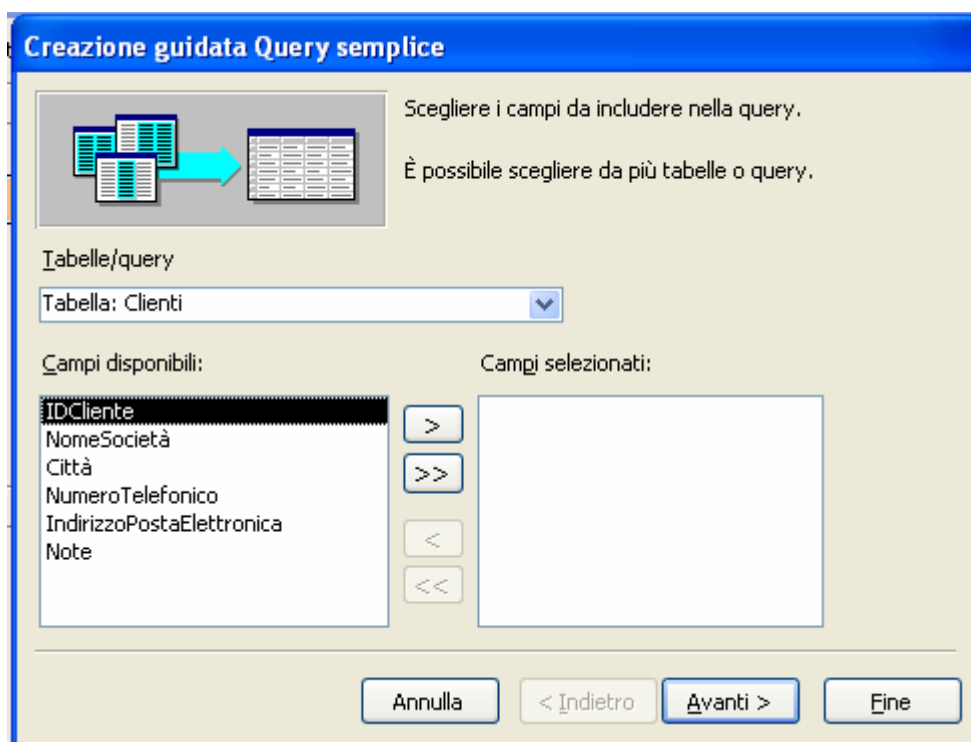 Creazione guidata Query semplice
Scegliere i campi da includere nella query.
È possibile scegliere da più tabelle o query.
Tabelle/query
Tabella: Clienti
Campi disponibili:
Campi selezionati:
IDCliente
NomeSocietà
Città
NumeroTelefonico
IndirizzoPostaElettronica
Note
>
>>
<
<<
Annulla
< Indietro
Avanti >
Fine